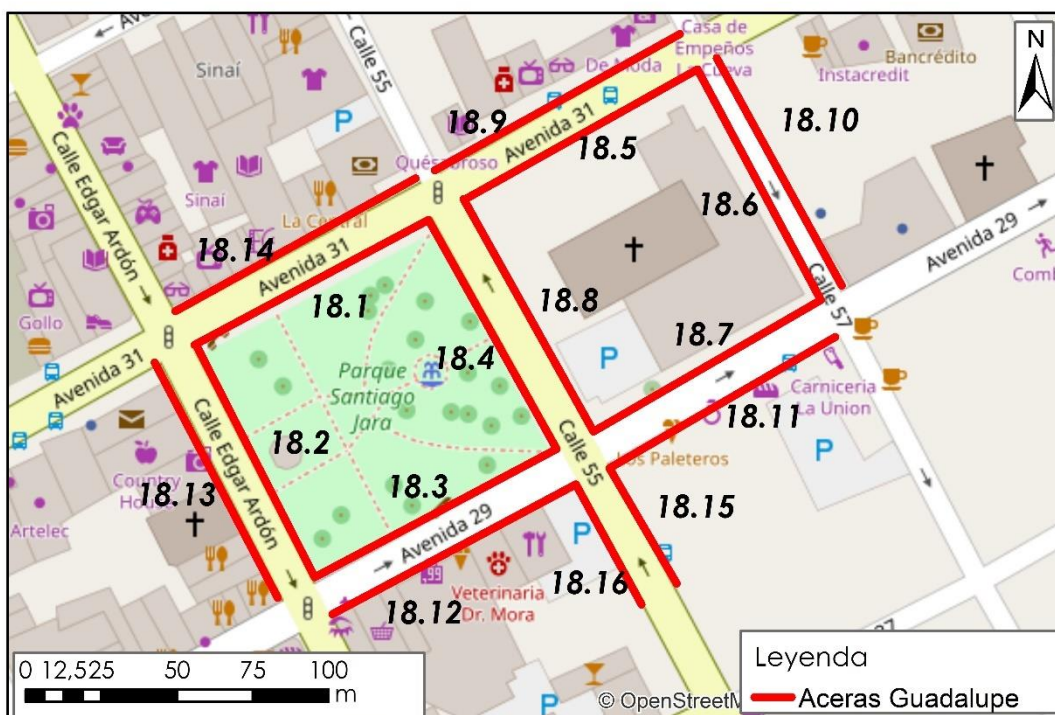 N
Casa de
Empeños
La Cueva
Sinaí
Calle 55
De Moda
Instacredit
Bancrédito
P
18.9
Avenida 31
18.10
18.5
Calle Edgar Ardón
Quésabroso
18.6
Sinaí
La Central
Avenida 29
18.14
Avenida 31
18.8
18.1
Calle 57
18.7
Gollo
18.4
P
Parque
Santiago
Jara
Avenida 31
Carniceria
La Union
18.11
18.2
Calle 55
Los Paleteros
P
Country
18.13
Calle Edgar Ardón
18.3
18.15
Artelec
Avenida 29
P
99
Veterinaria
Dr. Mora
18.16
18.12
0 12,525 50 75 100
m
P
© OpenStreetM
Leyenda
Aceras Guadalupe